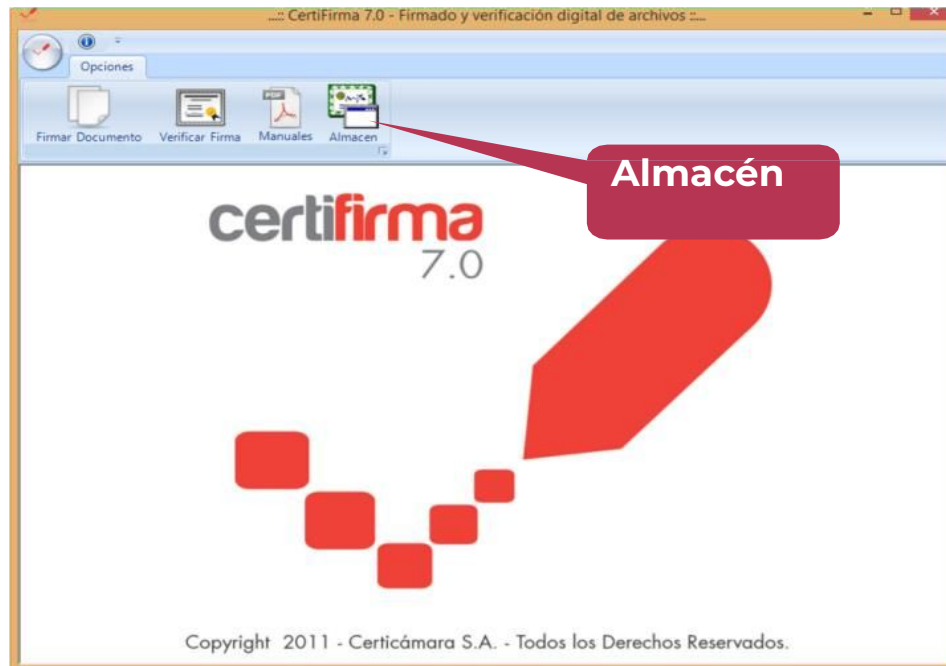 ...:: CertiFirma 7.0 - Firmado y verificación digital de archivos ::...
Opciones
Firmar Documento Verificar Firma Manuales Almacen
PDF
Almacén
certifirma
7.0
Copyright 2011 - Certicámara S.A. - Todos los Derechos Reservados.